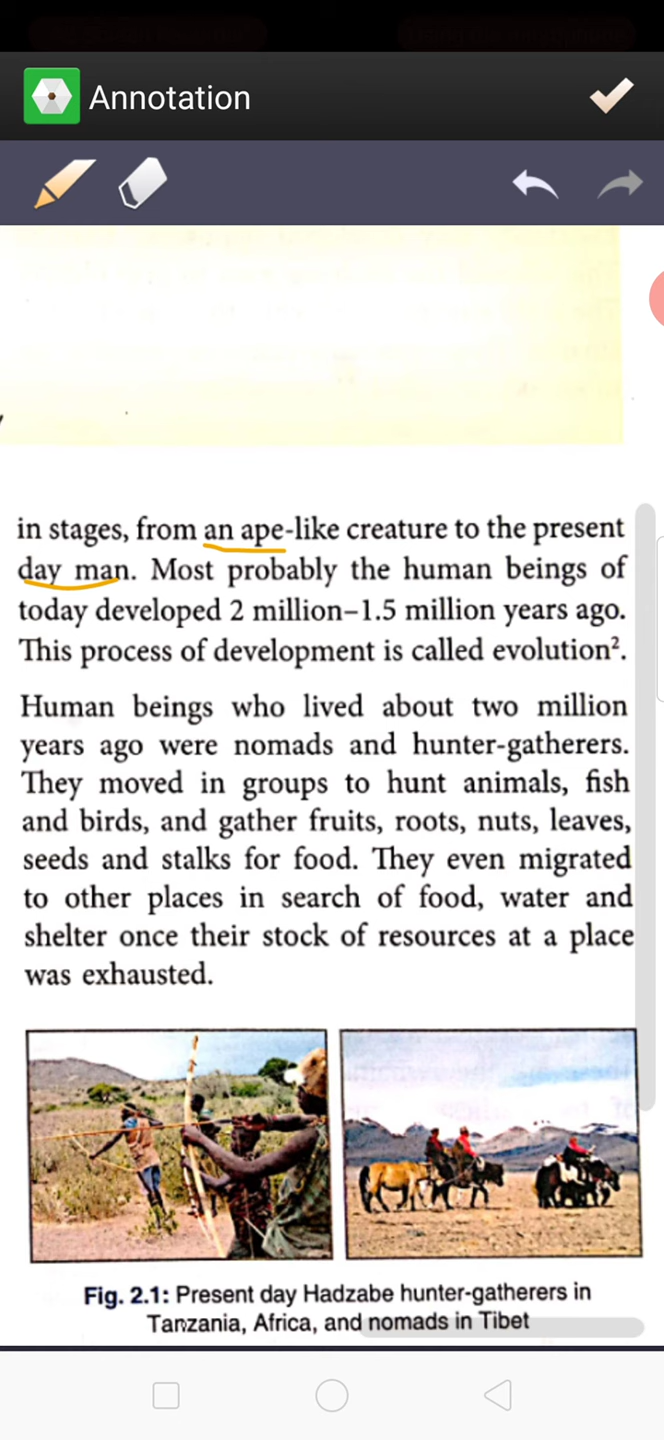 Annotation
in stages, from an ape-like creature to the present
day man. Most probably the human beings of
today developed 2 million–1.5 million years ago.
This process of development is called evolution².
Human beings who lived about two million
years ago were nomads and hunter-gatherers.
They moved in groups to hunt animals, fish
and birds, and gather fruits, roots, nuts, leaves,
seeds and stalks for food. They even migrated
to other places in search of food, water and
shelter once their stock of resources at a place
was exhausted.
Fig. 2.1: Present day Hadzabe hunter-gatherers in
Tanzania, Africa, and nomads in Tibet